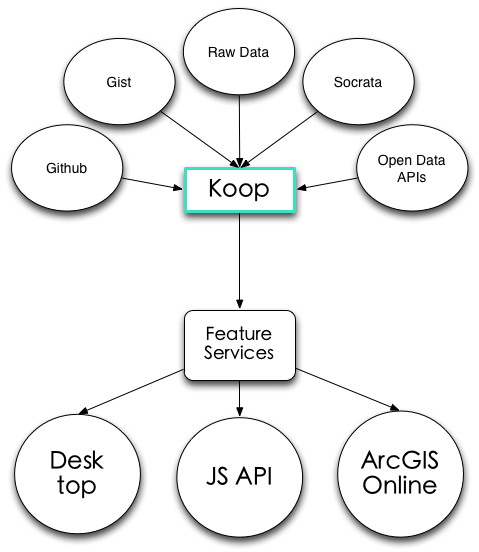 Raw Data
Gist
Socrata
Github
Open Data
APIs
Koop
Feature
Services
Desk
top
JS API
ArcGIS
Online